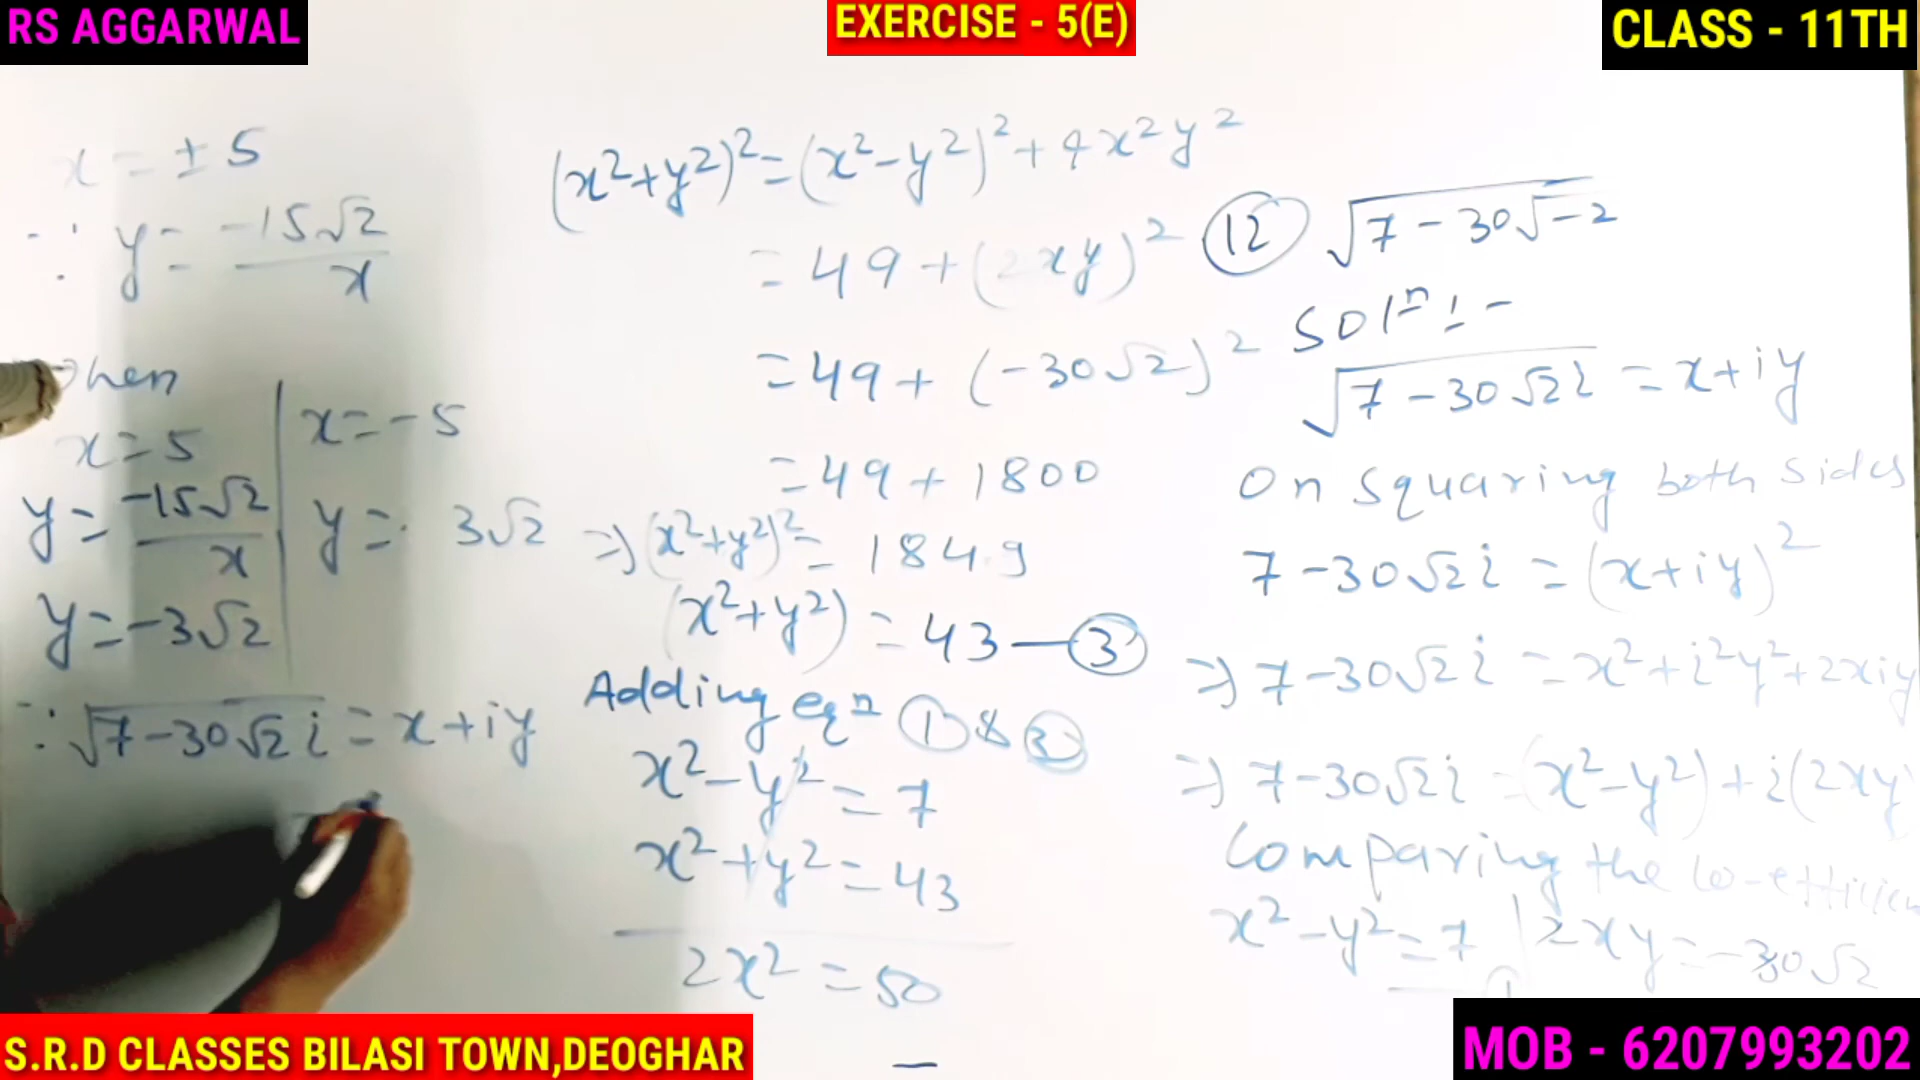 RS AGGARWAL
EXERCISE - 5(E)
CLASS - 11TH
(12) √(7 - 30√-2)
Solⁿ :-
√(7 - 30√2 i) = x + iy
On squaring both sides
7 - 30√2 i = (x + iy)²
⇒ 7 - 30√2 i = x² + i²y² + 2xiy
⇒ 7 - 30√2 i = (x² - y²) + i(2xy
Comparing the co-efficien
x² - y² = 7 | 2xy = -30√2
(x² + y²)² = (x² - y²)² + 4x²y²
= 49 + (2xy)²
= 49 + (-30√2)²
= 49 + 1800
⇒ (x² + y²)² = 1849
(x² + y²) = 43 — (3)
Adding eqⁿ (1) & (3)
x² - y² = 7
x² + y² = 43
2x² = 50
x = ±5
∴ y = -15√2 / x
When
x = 5 | x = -5
y = -15√2 / x | y = 3√2
y = -3√2
∵ √(7 - 30√2 i) = x + iy
S.R.D CLASSES BILASI TOWN,DEOGHAR
MOB - 6207993202